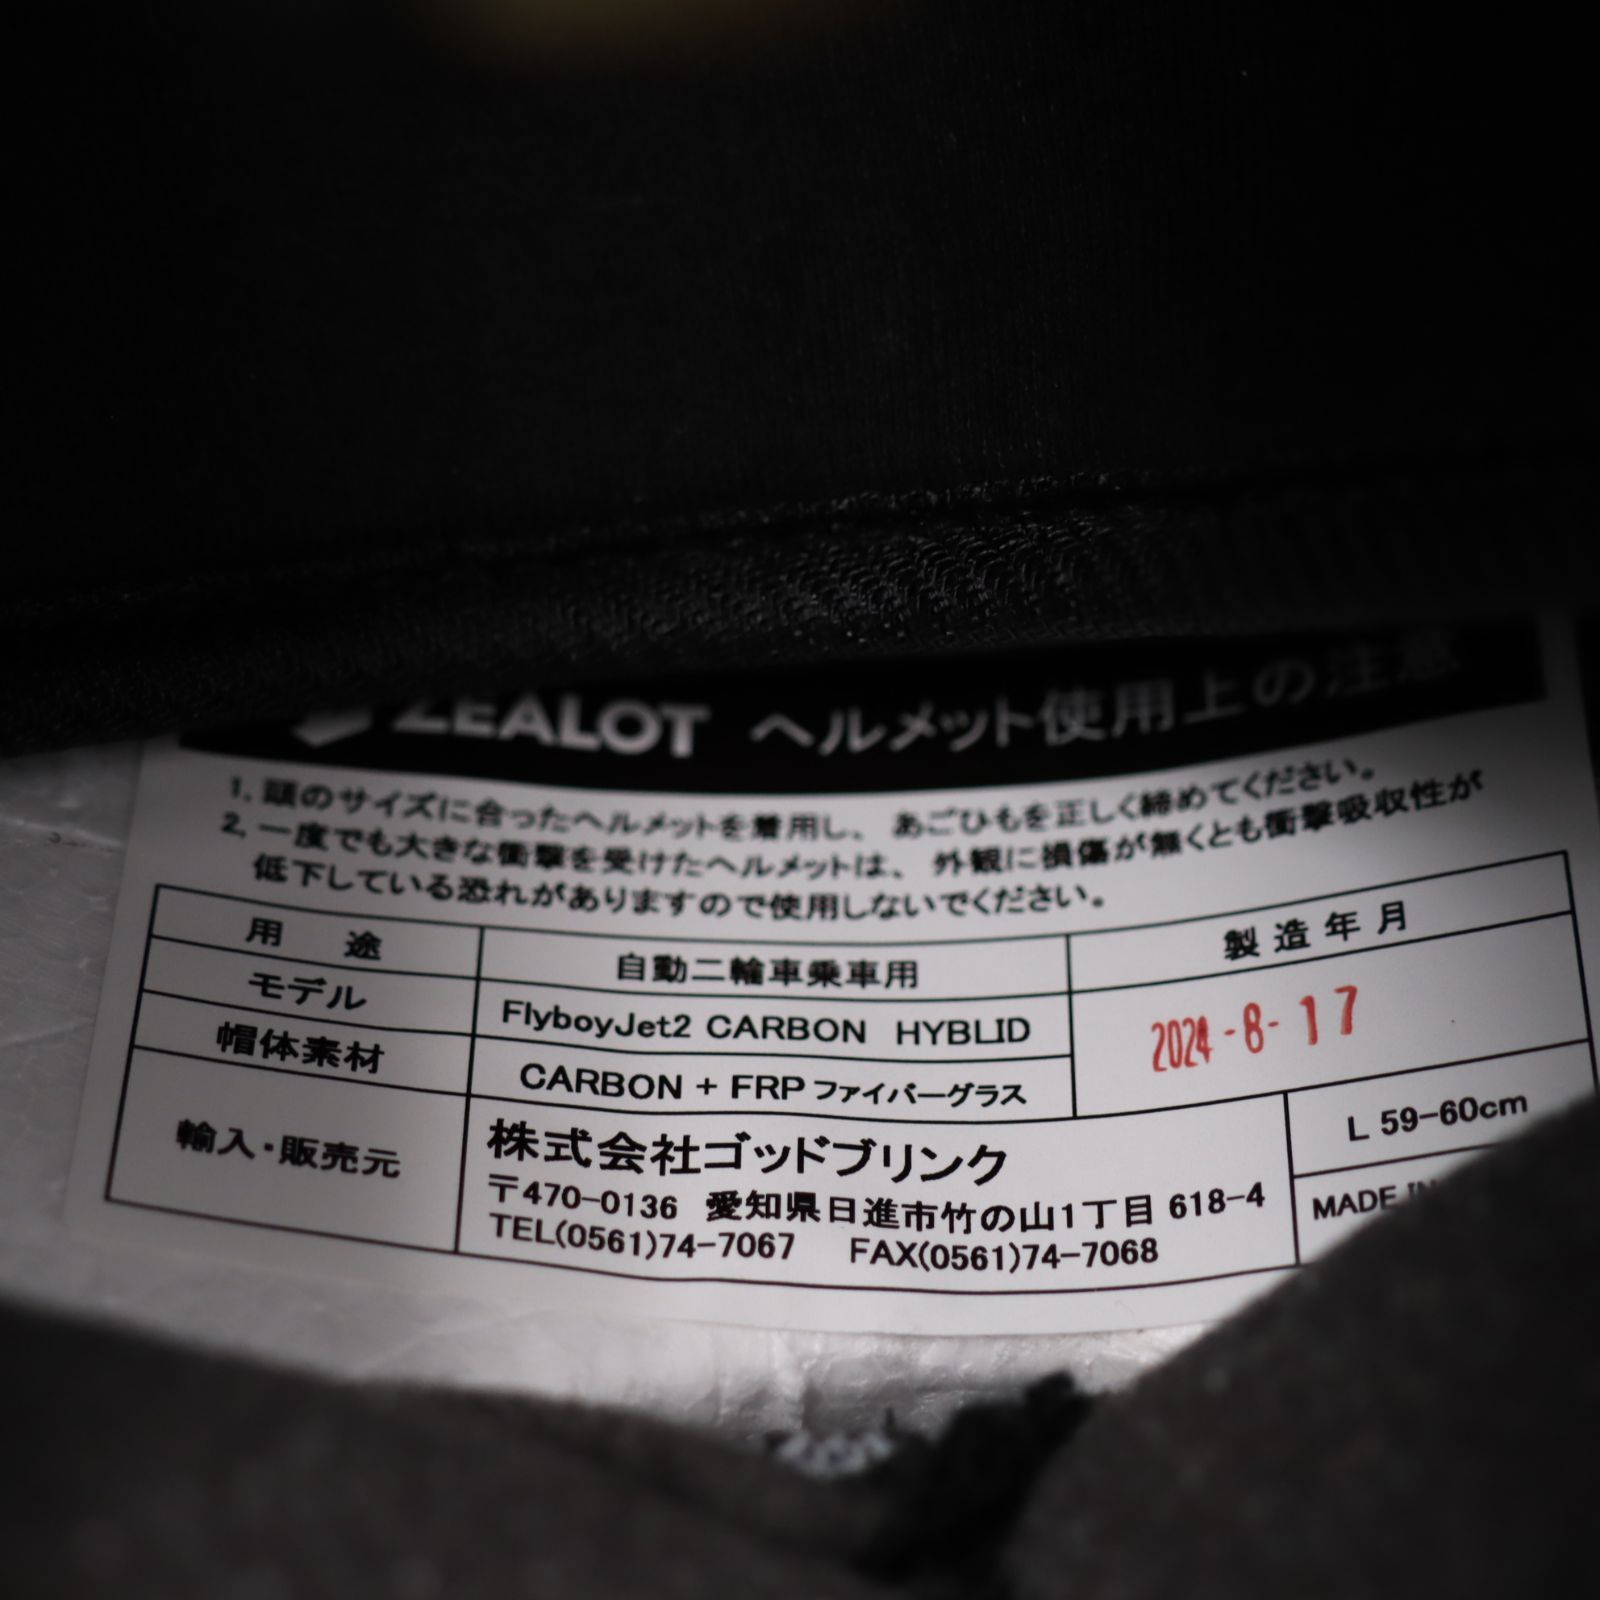 ZEALOT ヘルメット使用上の注意
1. 頭のサイズに合ったヘルメットを着用し、あごひもを正しく締めてください。
2. 一度でも大きな衝撃を受けたヘルメットは、外観に損傷が無くとも衝撃吸収性が
低下している恐れがありますので使用しないでください。
用途 自動二輪車乗車用 製造年月
モデル FlyboyJet2 CARBON HYBLID 2024-8-17
帽体素材 CARBON + FRP ファイバーグラス
輸入・販売元 株式会社ゴッドブリンク L 59-60cm
〒470-0136 愛知県日進市竹の山1丁目 618-4 MADE IN
TEL(0561)74-7067 FAX(0561)74-7068